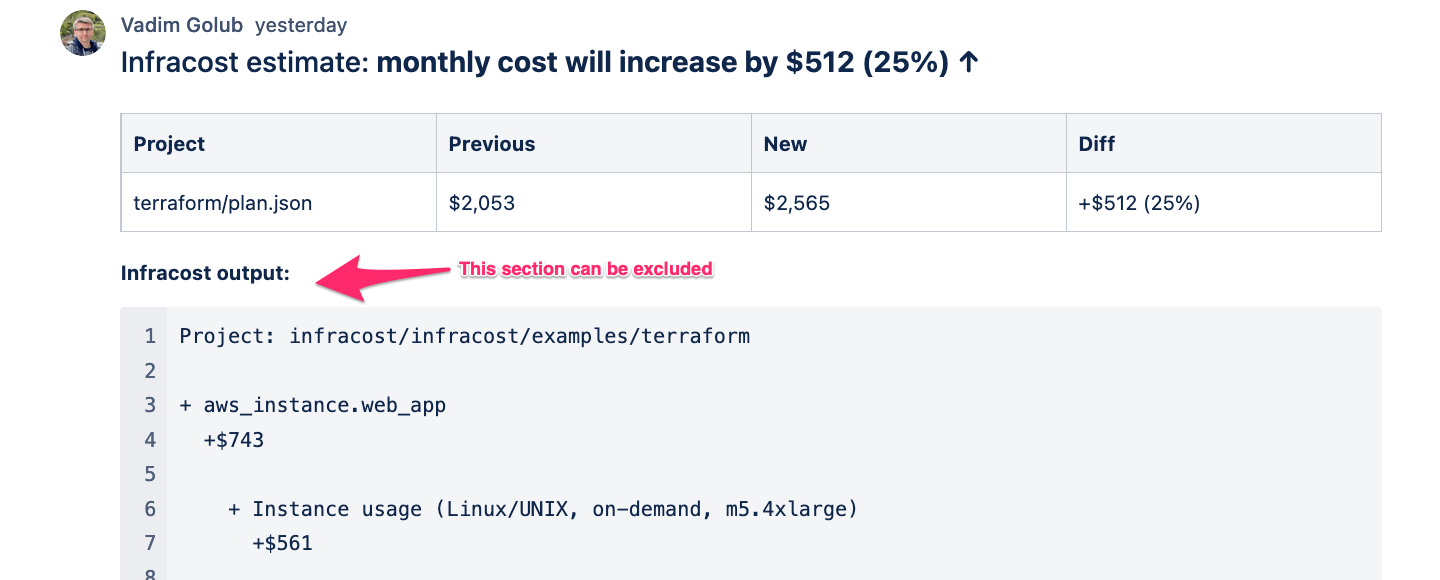 Vadim Golub yesterday
Infracost estimate: monthly cost will increase by $512 (25%) ↑
Project Previous New Diff
terraform/plan.json $2,053 $2,565 +$512 (25%)
Infracost output: This section can be excluded
1 Project: infracost/infracost/examples/terraform
2
3 + aws_instance.web_app
4 +$743
5
6 + Instance usage (Linux/UNIX, on-demand, m5.4xlarge)
7 +$561
8